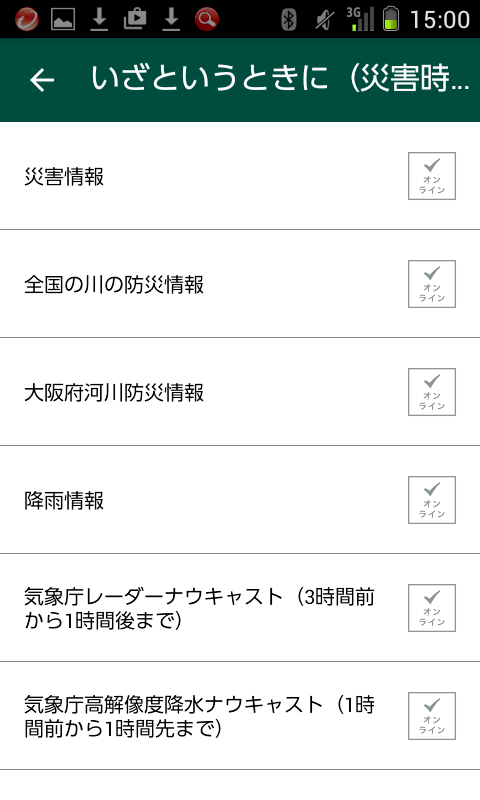 3G 15:00
いざというときに（災害時...
災害情報
オン
ライン
全国の川の防災情報
オン
ライン
大阪府河川防災情報
オン
ライン
降雨情報
オン
ライン
気象庁レーダーナウキャスト（3時間前
から1時間後まで）
オン
ライン
気象庁高解像度降水ナウキャスト（1時
間前から1時間先まで）
オン
ライン